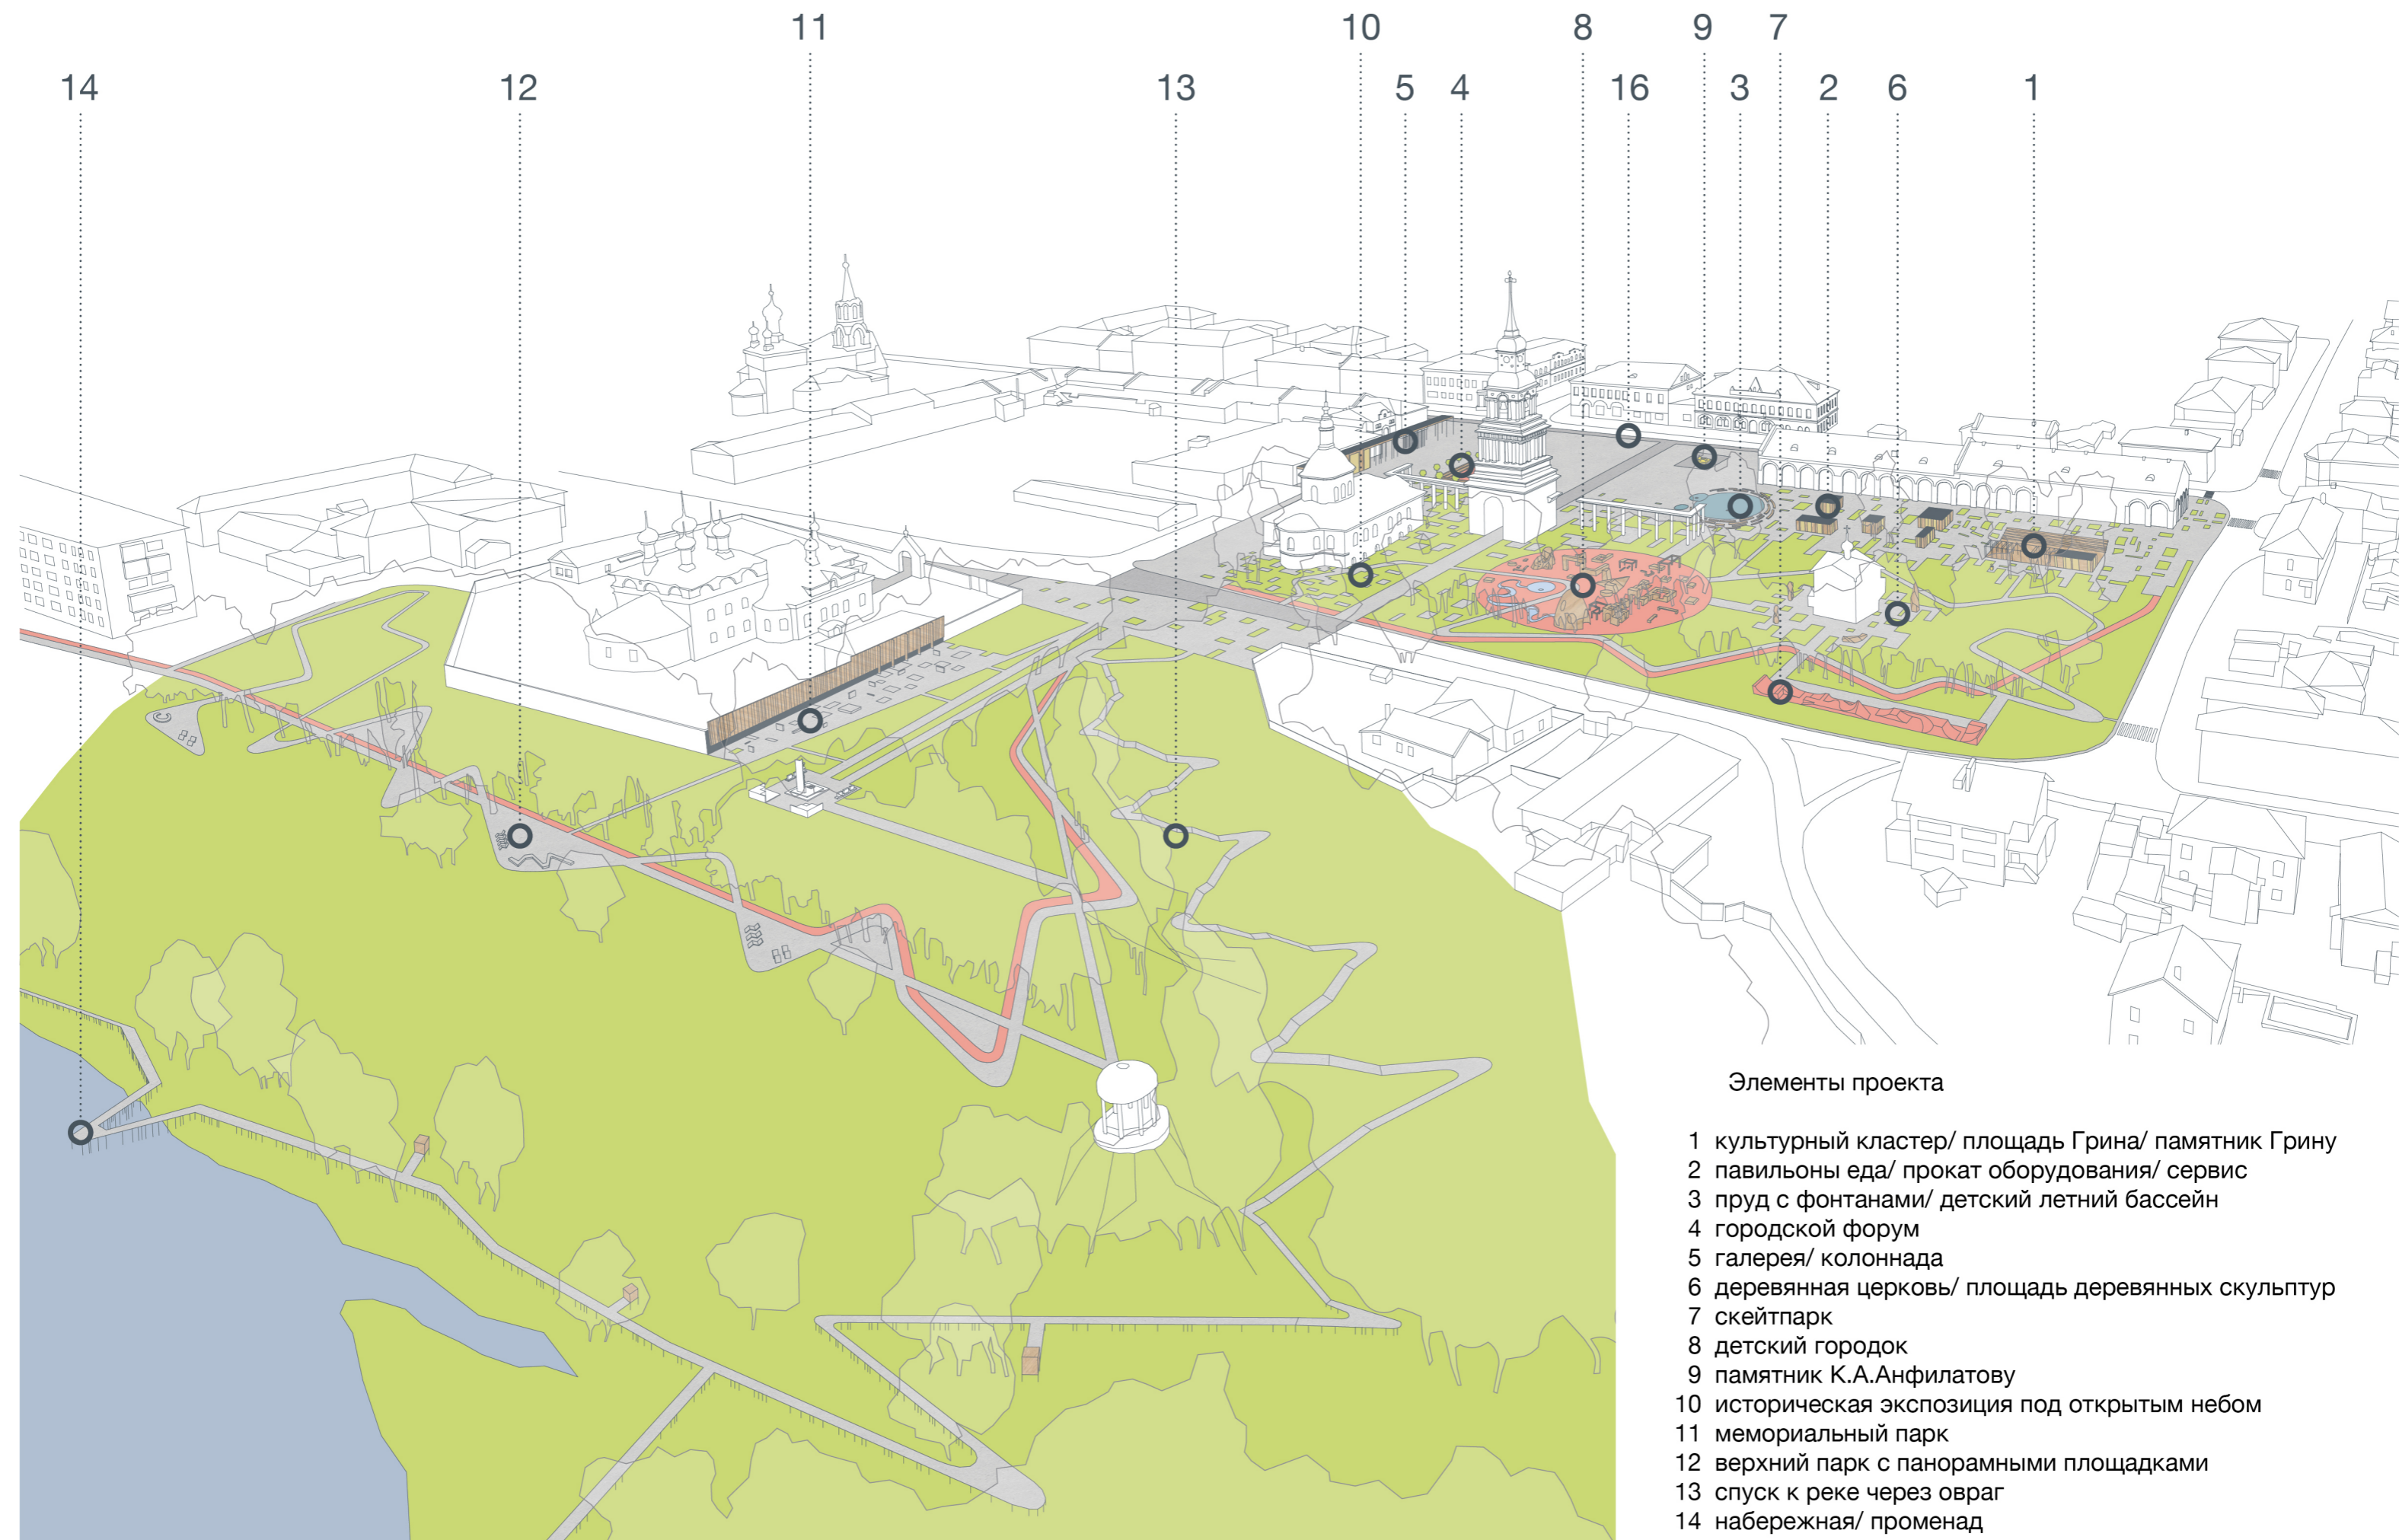 11 10 8 9 7
14 12 13 5 4 16 3 2 6 1
Элементы проекта
1 культурный кластер/ площадь Грина/ памятник Грину
2 павильоны еда/ прокат оборудования/ сервис
3 пруд с фонтанами/ детский летний бассейн
4 городской форум
5 галерея/ колоннада
6 деревянная церковь/ площадь деревянных скульптур
7 скейтпарк
8 детский городок
9 памятник К.А.Анфилатову
10 историческая экспозиция под открытым небом
11 мемориальный парк
12 верхний парк с панорамными площадками
13 спуск к реке через овраг
14 набережная/ променад